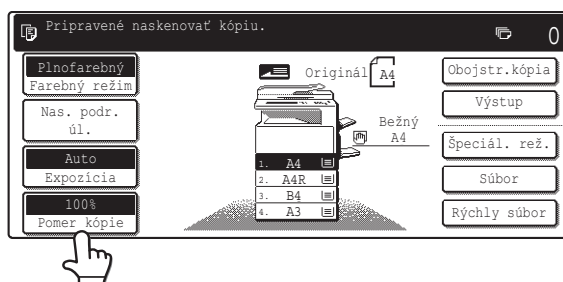 Pripravené naskenovať kópiu.
0
Plnofarebný
Farebný režim
Nas. podr.
úl.
Auto
Expozícia
100%
Pomer kópie
Originál
A4
Bežný
A4
1. A4
2. A4R
3. B4
4. A3
Obojstr.kópia
Výstup
Špeciál. rež.
Súbor
Rýchly súbor